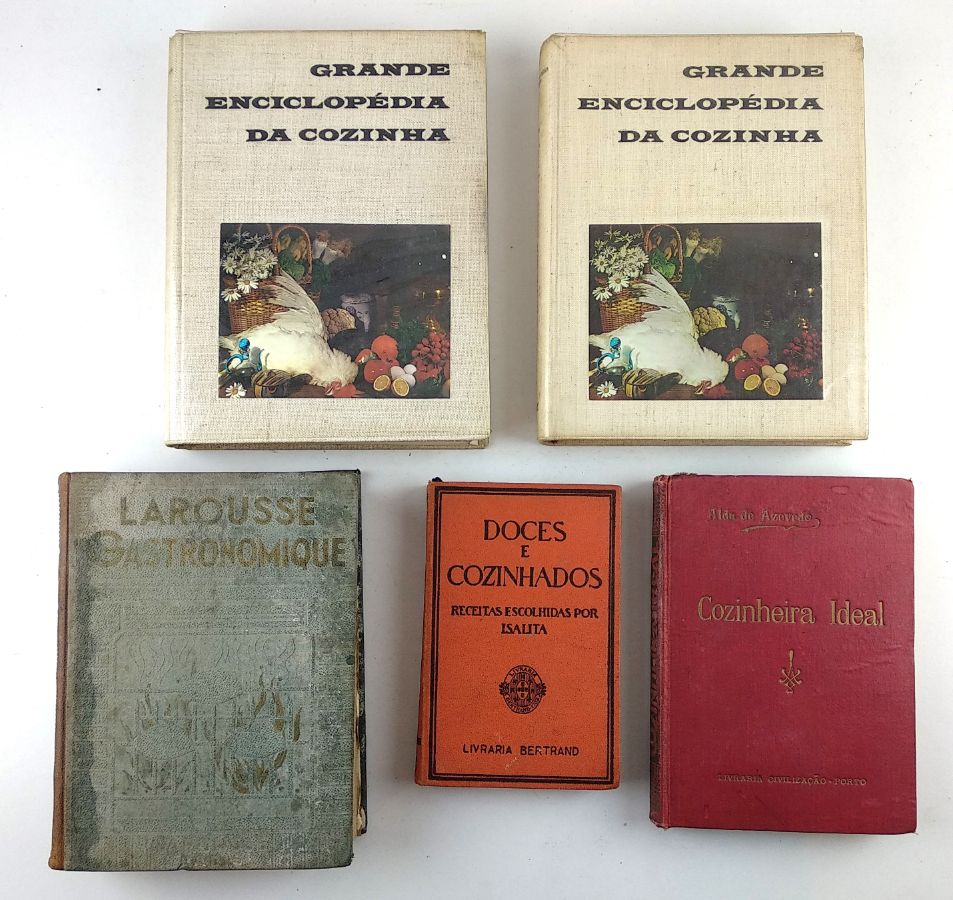 GRANDE
ENCICLOPÉDIA
DA COZINHA
GRANDE
ENCICLOPÉDIA
DA COZINHA
LAROUSSE
GASTRONOMIQUE
DOCES
E
COZINHADOS
RECEITAS ESCOLHIDAS POR
ISALITA
LIVRARIA
LIVRARIA BERTRAND
Alda de Azevedo
Cozinheira Ideal
LIVRARIA CIVILIZAÇÃO - PORTO